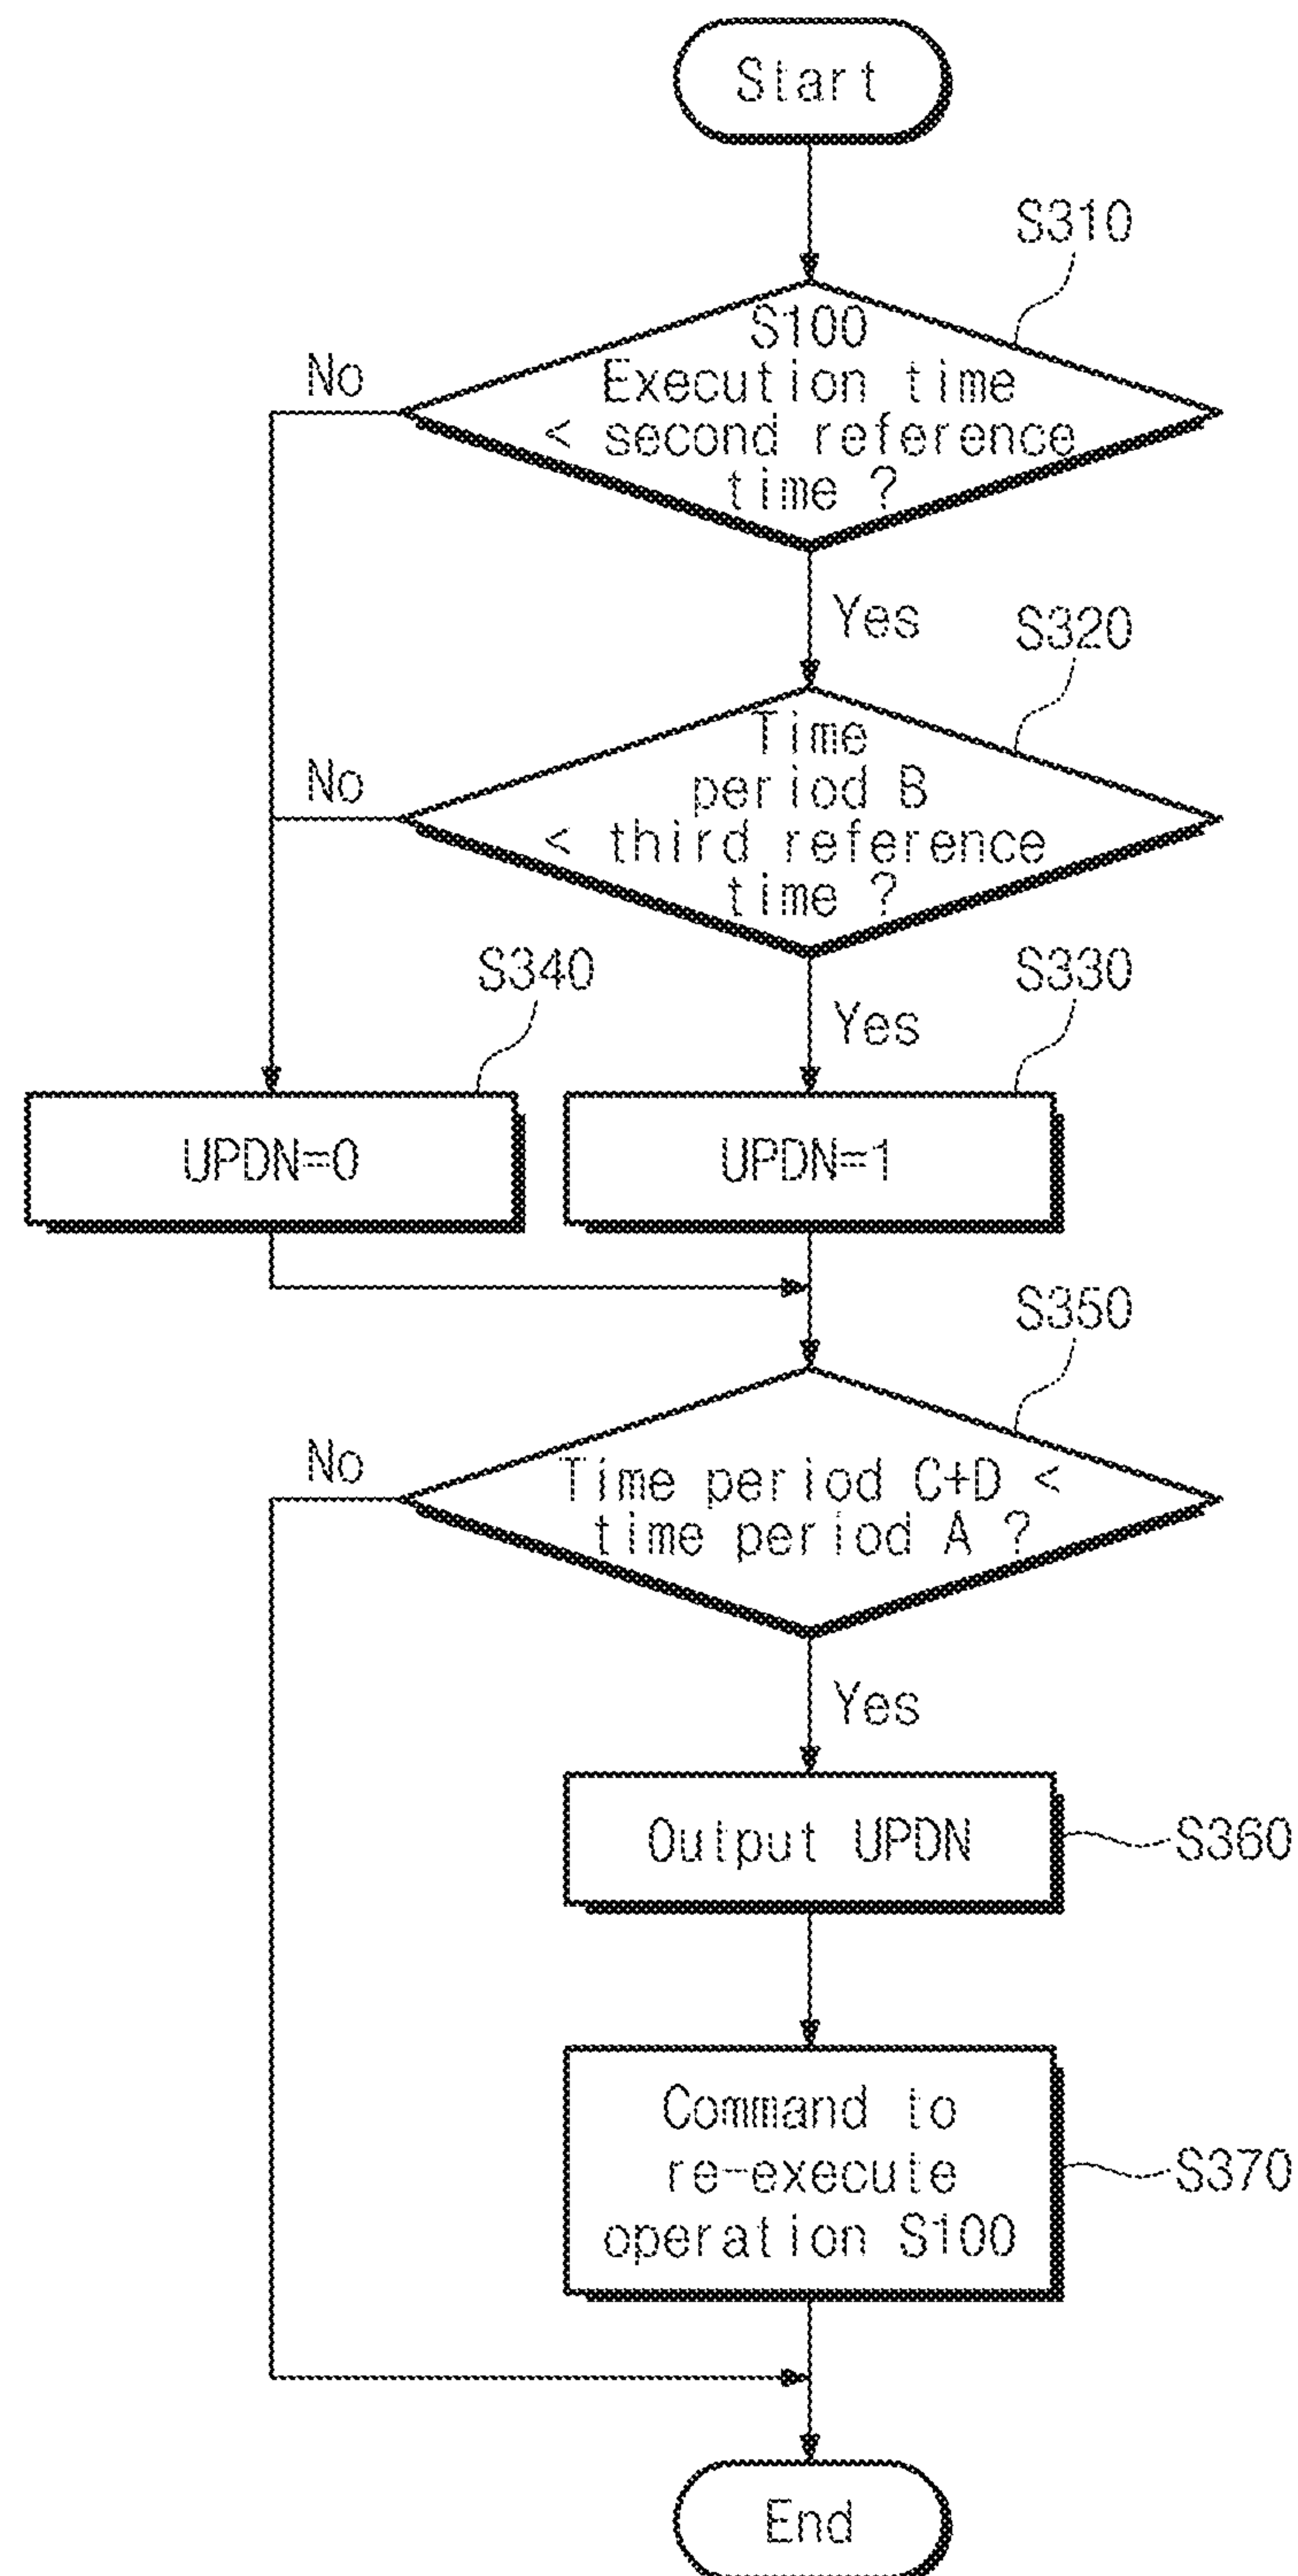 Start
S310
S100
Execution time
< second reference
time ?
No
Yes
S320
Time
period B
< third reference
time ?
No
Yes
S340
S330
UPDN=0
UPDN=1
S350
Time period C+D <
time period A ?
No
Yes
Output UPDN
S360
Command to
re-execute
operation S100
S370
End